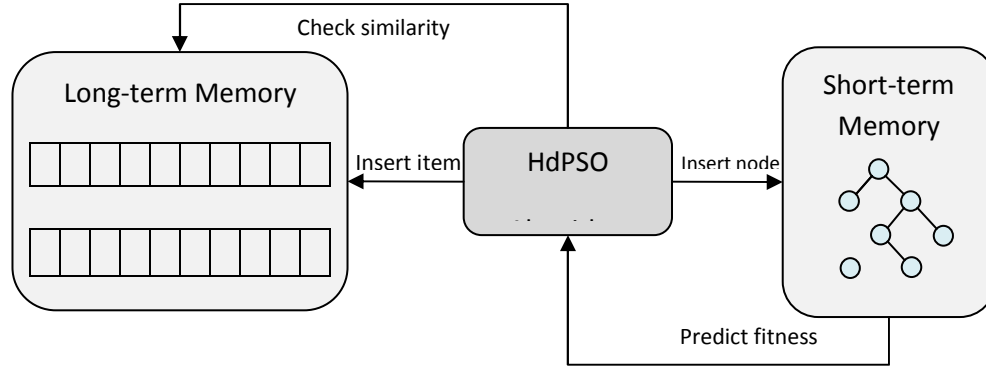 Check similarity
Long-term Memory
Short-term
Memory
Insert item
HdPSO
Insert node
Predict fitness